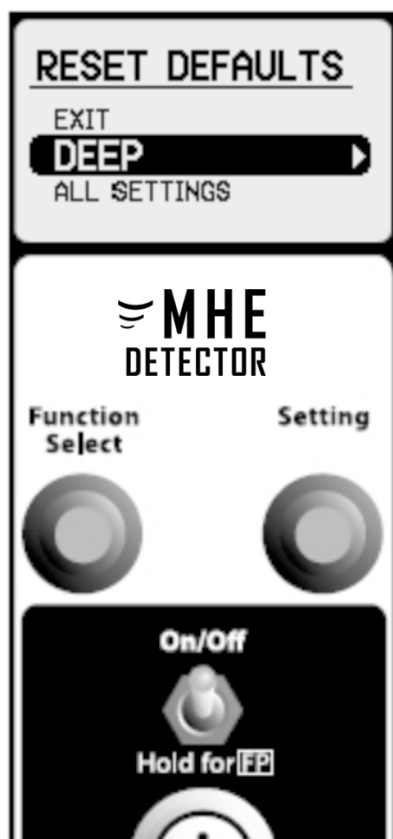 RESET DEFAULTS
EXIT
DEEP
ALL SETTINGS
MHE
DETECTOR
Function
Select
Setting
On/Off
Hold for FP